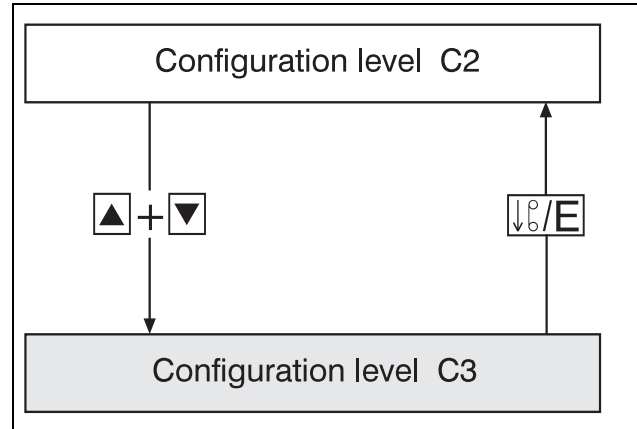 Configuration level C2
▲ + ▼
/E
Configuration level C3